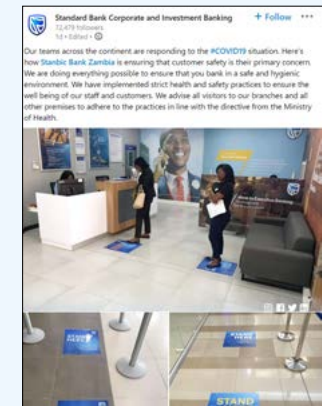 Standard Bank Corporate and Investment Banking
72,479 followers
1d • Edited •
+ Follow
Our teams across the continent are responding to the #COVID19 situation. Here's
how Stanbic Bank Zambia is ensuring that customer safety is their primary concern.
We are doing everything possible to ensure that you bank in a safe and hygienic
environment. We have implemented strict health and safety practices to ensure the
well being of our staff and customers. We advise all visitors to our branches and all
other premises to adhere to the practices in line with the directive from the Ministry
of Health.
STAND
HERE
STAND
HERE
STAND